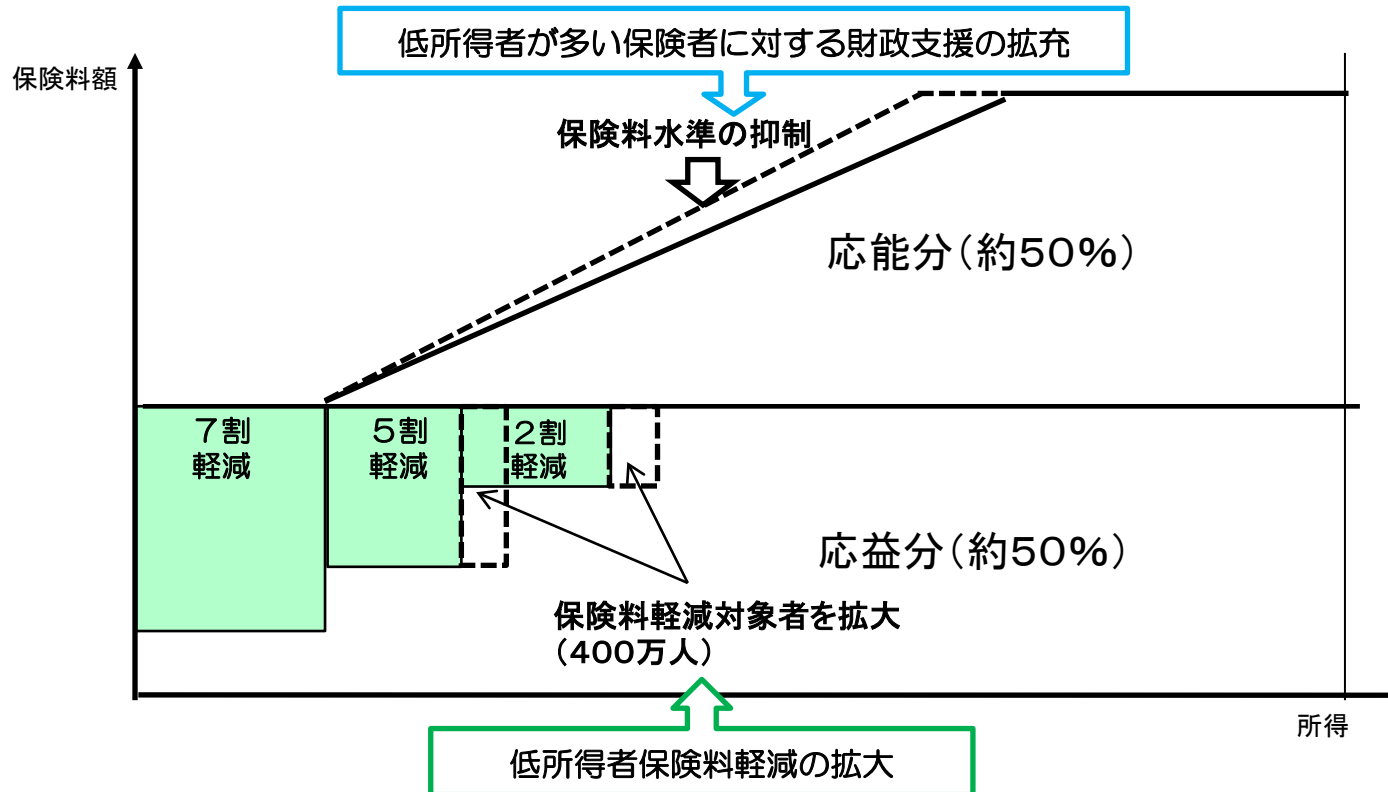 低所得者が多い保険者に対する財政支援の拡充
保険料額
保険料水準の抑制
応能分(約50%)
7割
軽減
5割
軽減
2割
軽減
応益分(約50%)
保険料軽減対象者を拡大
(400万人)
所得
低所得者保険料軽減の拡大